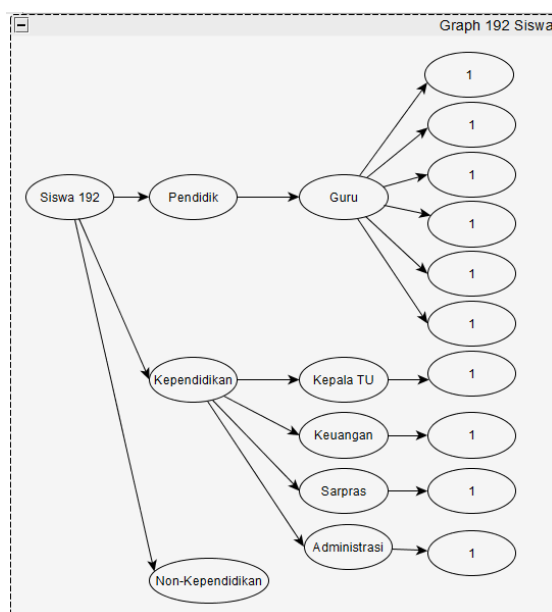 Graph 192 Siswa
1
1
1
Siswa 192
Pendidik
Guru
1
1
1
Kependidikan
Kepala TU
1
Keuangan
1
Sarpras
1
Administrasi
1
Non-Kependidikan